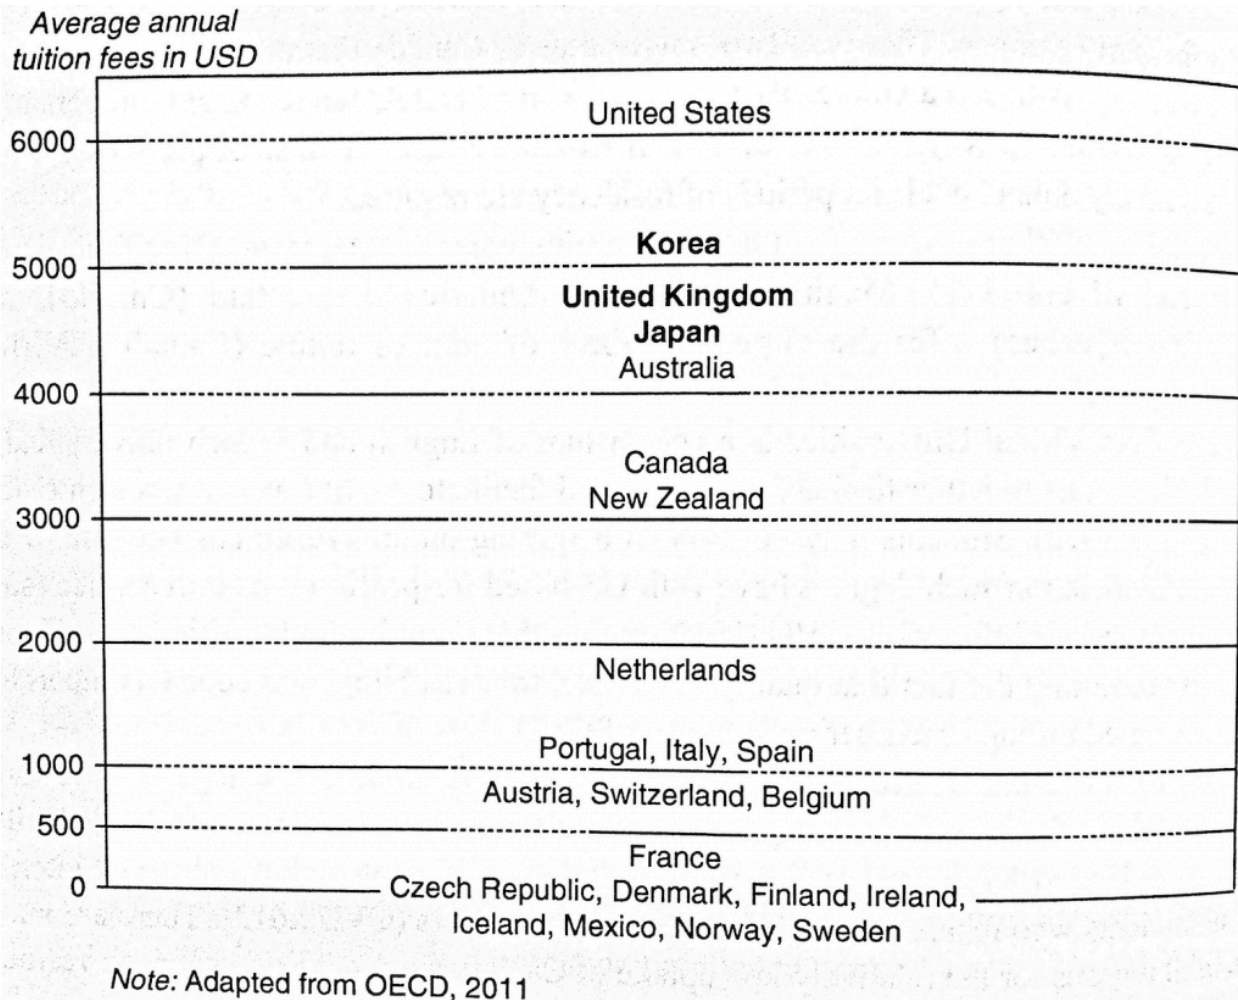 Average annual
tuition fees in USD
United States
6000
Korea
5000
United Kingdom
Japan
Australia
4000
Canada
New Zealand
3000
2000
Netherlands
Portugal, Italy, Spain
1000
Austria, Switzerland, Belgium
500
France
0
Czech Republic, Denmark, Finland, Ireland,
Iceland, Mexico, Norway, Sweden
Note: Adapted from OECD, 2011